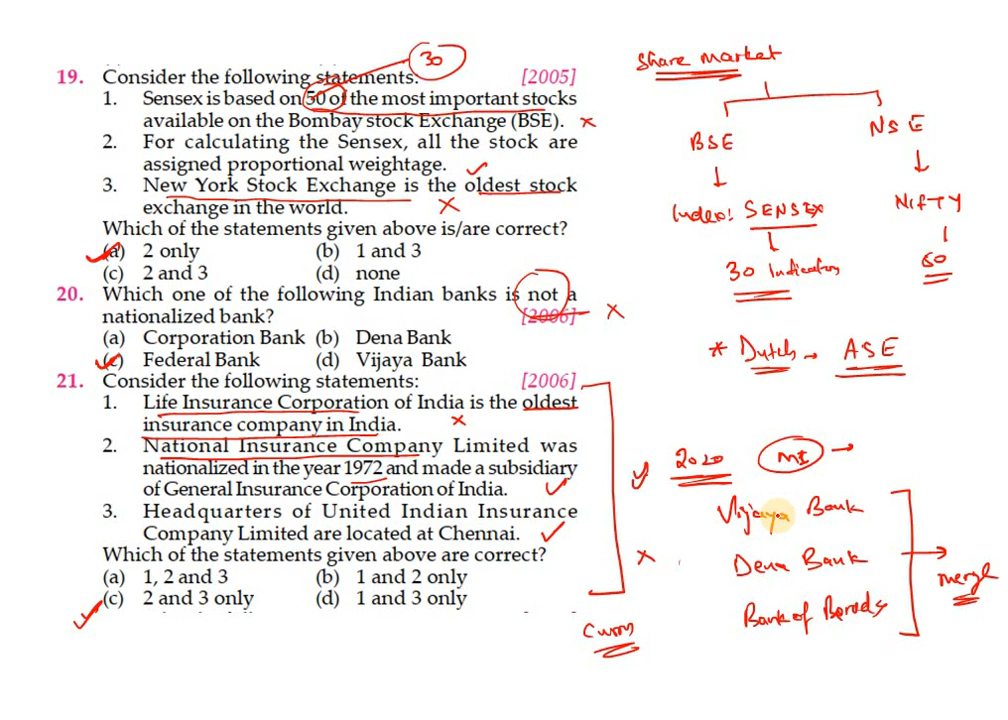 30
19. Consider the following statements: [2005]
1. Sensex is based on 50 of the most important stocks
available on the Bombay stock Exchange (BSE). ×
2. For calculating the Sensex, all the stock are
assigned proportional weightage. ✓
3. New York Stock Exchange is the oldest stock
exchange in the world. ×
Which of the statements given above is/are correct?
(a) 2 only (b) 1 and 3
(c) 2 and 3 (d) none
20. Which one of the following Indian banks is not a
nationalized bank? [2006] ×
(a) Corporation Bank (b) Dena Bank
(c) Federal Bank (d) Vijaya Bank
21. Consider the following statements: [2006]
1. Life Insurance Corporation of India is the oldest
insurance company in India. ×
2. National Insurance Company Limited was
nationalized in the year 1972 and made a subsidiary
of General Insurance Corporation of India. ✓
3. Headquarters of United Indian Insurance
Company Limited are located at Chennai. ✓
Which of the statements given above are correct?
(a) 1, 2 and 3 (b) 1 and 2 only
(c) 2 and 3 only (d) 1 and 3 only
Share market
BSE NSE
Index: SENSEX NIFTY
30 Indicators 50
* Dutch → ASE
2020
Vijaya Bank
Dena Bank
Bank of Baroda
merge